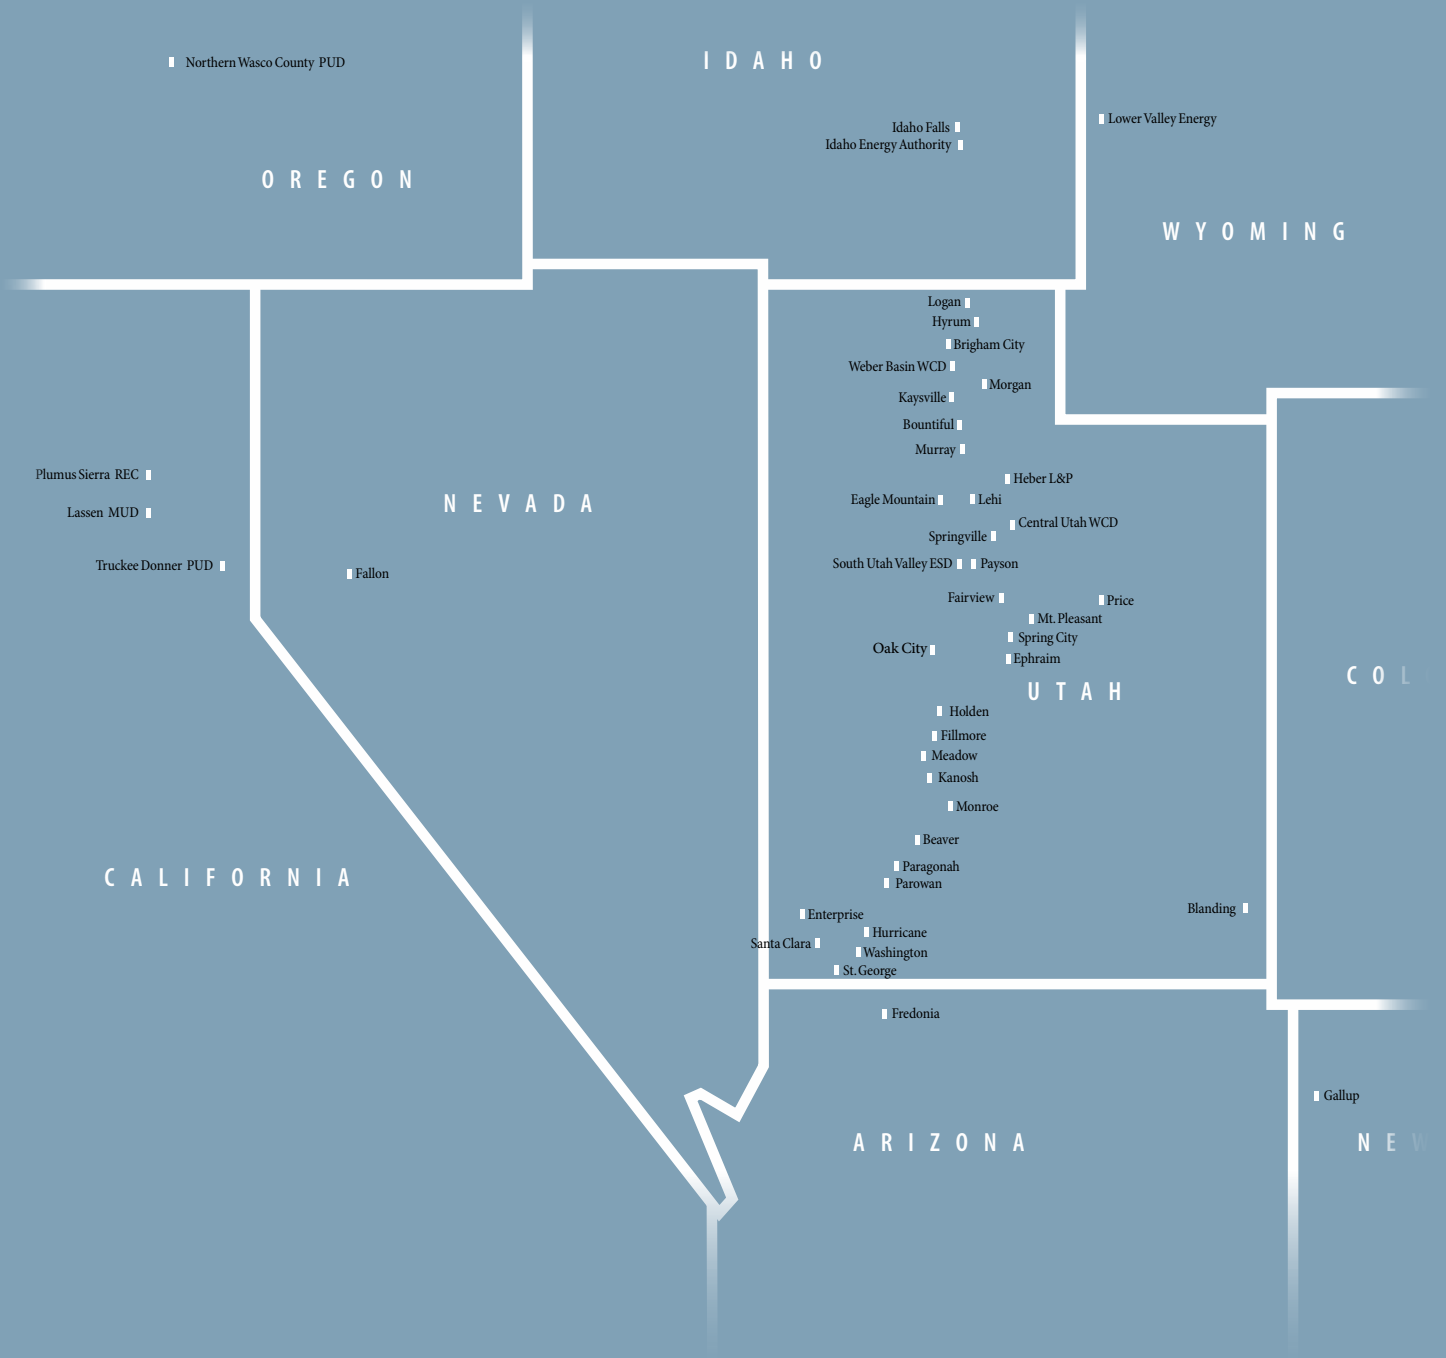 Northern Wasco County PUD
IDAHO
Lower Valley Energy
Idaho Falls
Idaho Energy Authority
OREGON
WYOMING
Logan
Hyrum
Brigham City
Weber Basin WCD
Morgan
Kaysville
Bountiful
Murray
Plumus Sierra REC
Heber L&P
NEVADA
Eagle Mountain
Lehi
Lassen MUD
Central Utah WCD
Springville
Truckee Donner PUD
South Utah Valley ESD
Payson
Fallon
Fairview
Price
Mt. Pleasant
Spring City
Oak City
Ephraim
COL
UTAH
Holden
Fillmore
Meadow
Kanosh
Monroe
Beaver
Paragonah
CALIFORNIA
Parowan
Blanding
Enterprise
Hurricane
Santa Clara
Washington
St. George
Fredonia
Gallup
ARIZONA
NEW